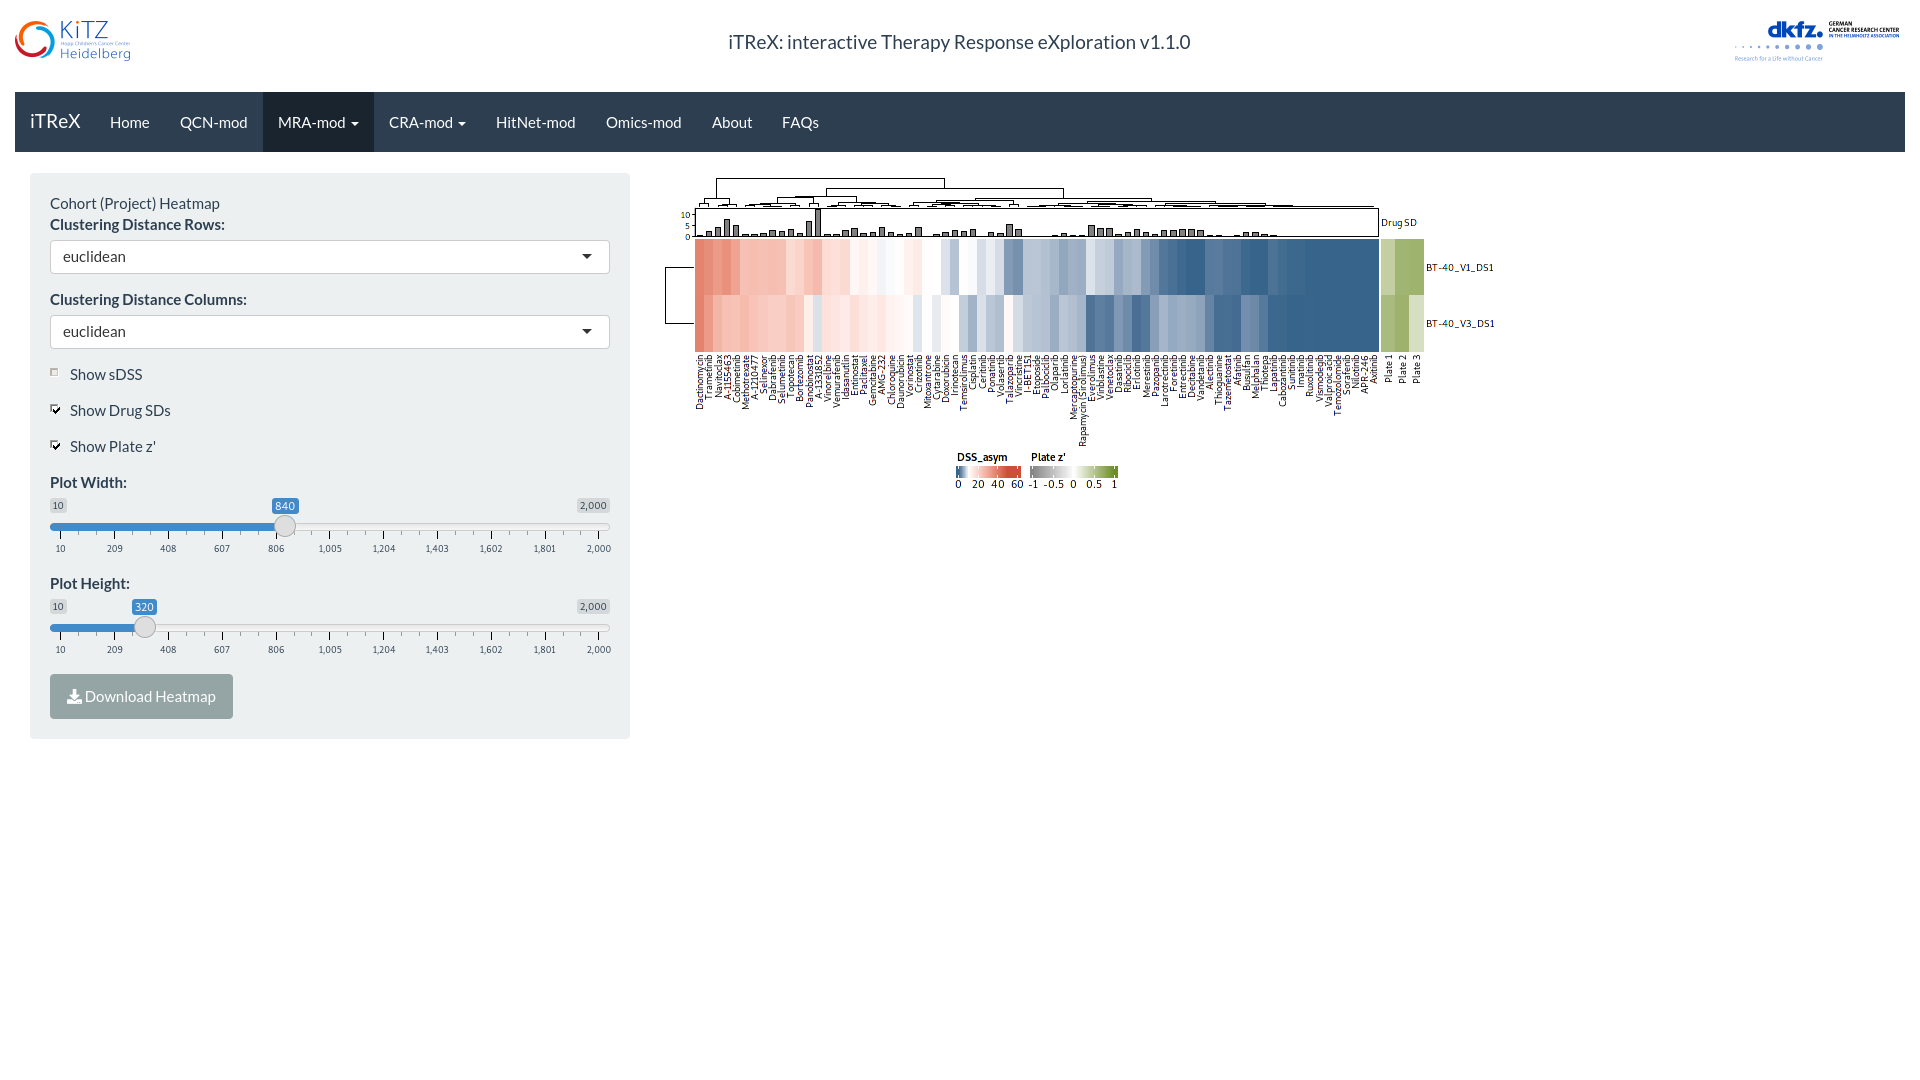 KiTZ
Hopp Children's Cancer Center
Heidelberg
iTReX: interactive Therapy Response eXploration v1.1.0
dkfz.
GERMAN
CANCER RESEARCH CENTER
IN THE HELMHOLTZ ASSOCIATION
Research for a Life without Cancer
iTReX Home QCN-mod MRA-mod CRA-mod HitNet-mod Omics-mod About FAQs
Cohort (Project) Heatmap
Clustering Distance Rows:
euclidean
Clustering Distance Columns:
euclidean
Show sDSS
Show Drug SDs
Show Plate z'
Plot Width:
10 840 2,000
10 209 408 607 806 1,005 1,204 1,403 1,602 1,801 2,000
Plot Height:
10 320 2,000
10 209 408 607 806 1,005 1,204 1,403 1,602 1,801 2,000
Download Heatmap
10
5
0
Drug SD
BT-40_V1_DS1
BT-40_V3_DS1
Dactinomycin
Trametinib
Navitoclax
A-1155463
Cobimetinib
Methotrexate
A-1210477
Selinexor
Dabrafenib
Selumetinib
Topotecan
Bortezomib
Panobinostat
A-1331852
Vinorelbine
Vemurafenib
Idasanutlin
Entinostat
Paclitaxel
Gemcitabine
AMG-232
Chloroquine
Daunorubicin
Vorinostat
Crizotinib
Mitoxantrone
Cytarabine
Doxorubicin
Irinotecan
Temsirolimus
Cisplatin
Ceritinib
Ponatinib
Volasertib
Talazoparib
Vincristine
I-BET151
Etoposide
Palbociclib
Olaparib
Lorlatinib
Mercaptopurine
Rapamycin (Sirolimus)
Everolimus
Vinblastine
Venetoclax
Dasatinib
Ribociclib
Erlotinib
Merestinib
Pazopanib
Larotrectinib
Foretinib
Entrectinib
Decitabine
Vandetanib
Alectinib
Thioguanine
Tazemetostat
Afatinib
Busulfan
Melphalan
Thiotepa
Lapatinib
Cabozantinib
Sunitinib
Imatinib
Ruxolitinib
Vismodegib
Valproic acid
Temozolomide
Sorafenib
Nilotinib
APR-246
Axitinib
Plate 1
Plate 2
Plate 3
DSS_asym
0 20 40 60
Plate z'
-1 -0.5 0 0.5 1